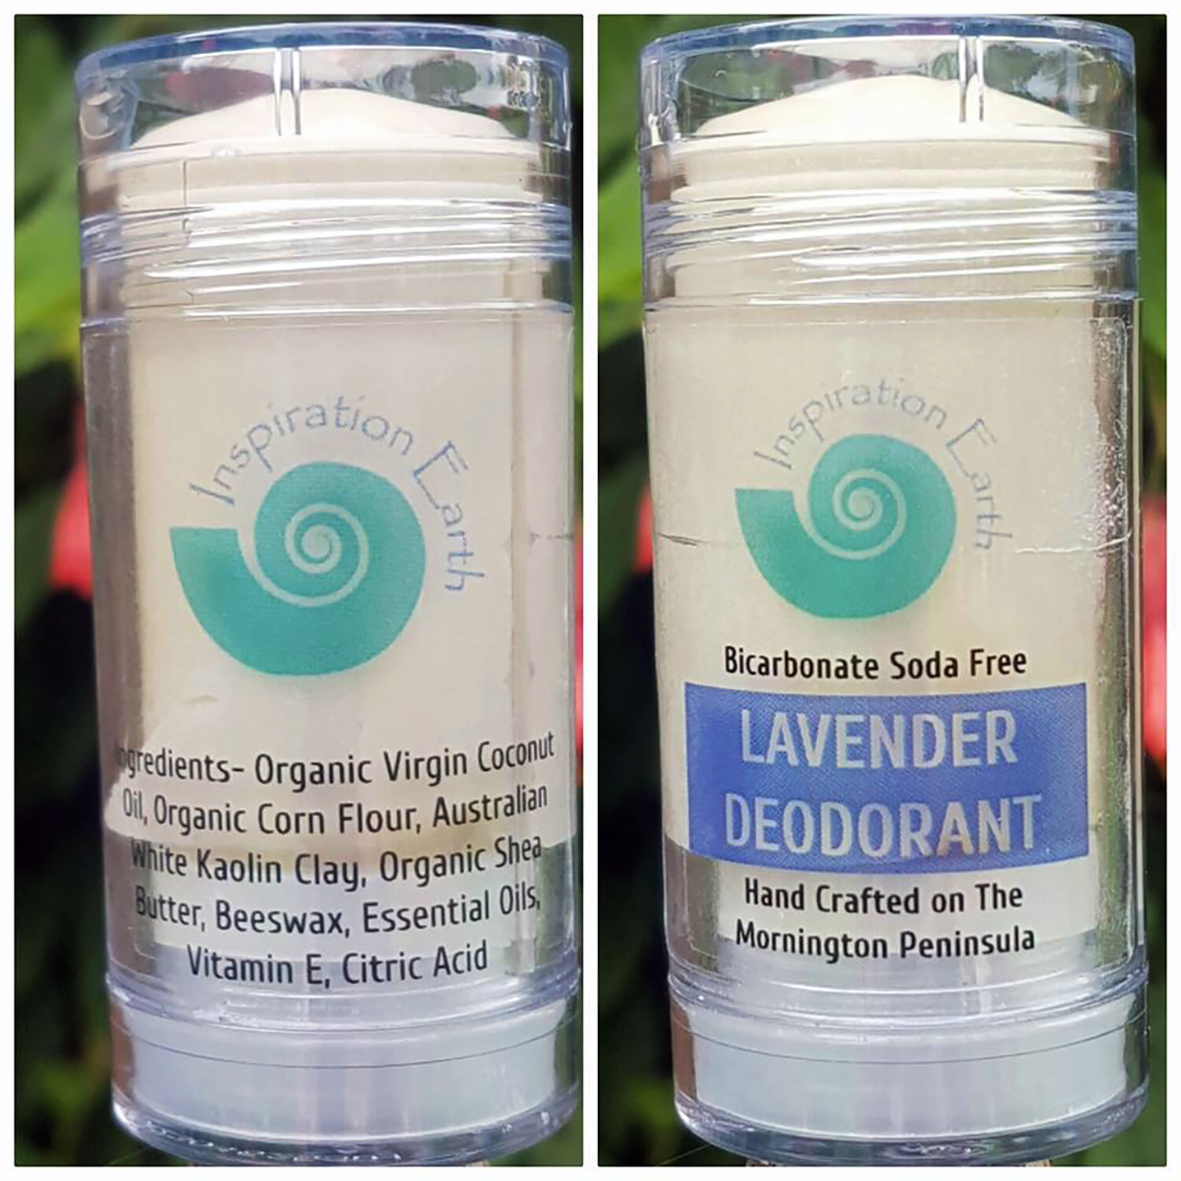 Inspiration Earth
Ingredients- Organic Virgin Coconut
Oil, Organic Corn Flour, Australian
White Kaolin Clay, Organic Shea
Butter, Beeswax, Essential Oils,
Vitamin E, Citric Acid
Inspiration Earth
Bicarbonate Soda Free
LAVENDER
DEODORANT
Hand Crafted on The
Mornington Peninsula